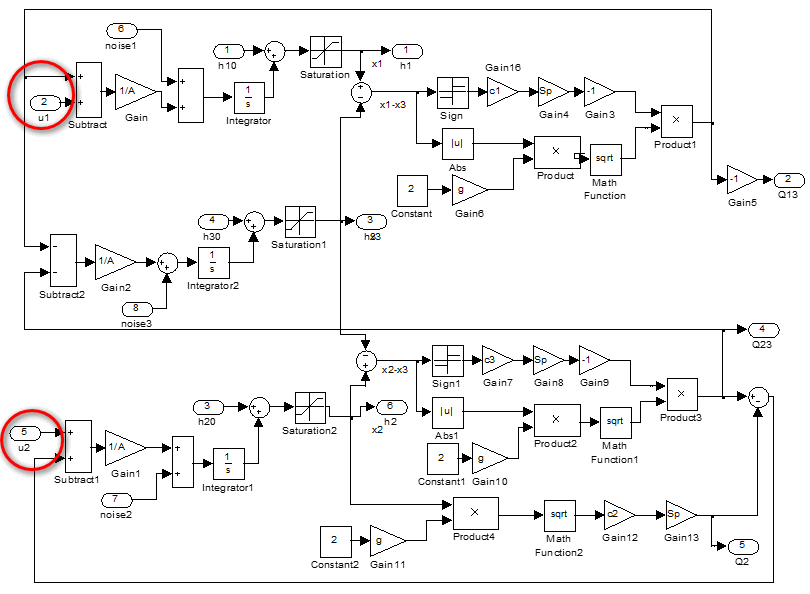 6
noise1
1
h10
Saturation
x1
1
h1
Gain16
2
u1
+
+
Subtract
1/A
Gain
+
+
1
s
Integrator
+
+
+
−
x1-x3
Sign
c1
Sp
Gain4
-1
Gain3
×
Product1
|u|
Abs
×
Product
sqrt
Math
Function
2
Constant
g
Gain6
-1
Gain5
2
Q13
4
h30
+
+
Saturation1
3
-
-
Subtract2
1/A
Gain2
+
+
1
s
Integrator2
8
noise3
4
Q23
−
+
x2-x3
Sign1
c3
Gain7
Sp
Gain8
-1
Gain9
×
Product3
+
−
5
u2
+
+
Subtract1
1/A
Gain1
+
+
7
noise2
1
s
Integrator1
3
h20
+
+
Saturation2
6
h2
x2
|u|
Abs1
×
Product2
sqrt
Math
Function1
2
Constant1
g
Gain10
×
Product4
sqrt
Math
Function2
c2
Gain12
Sp
Gain13
2
Constant2
g
Gain11
5
Q2